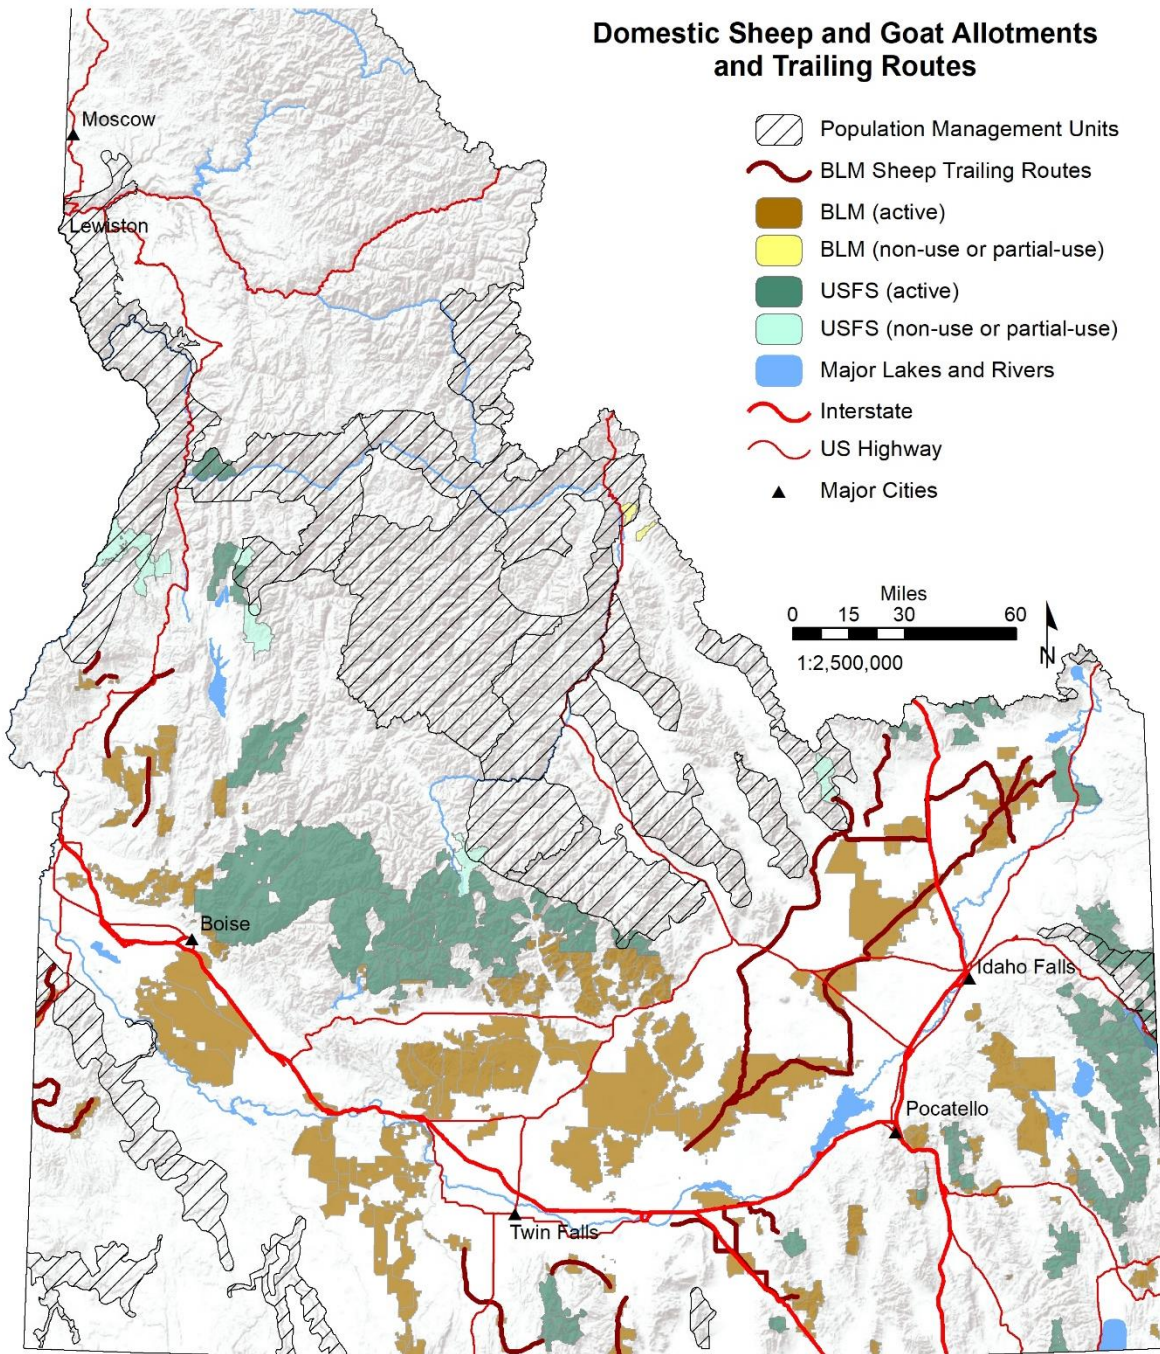 Domestic Sheep and Goat Allotments
and Trailing Routes
Population Management Units
BLM Sheep Trailing Routes
BLM (active)
BLM (non-use or partial-use)
USFS (active)
USFS (non-use or partial-use)
Major Lakes and Rivers
Interstate
US Highway
Major Cities
Moscow
Lewiston
Miles
0 15 30 60
1:2,500,000
N
Boise
Idaho Falls
Pocatello
Twin Falls